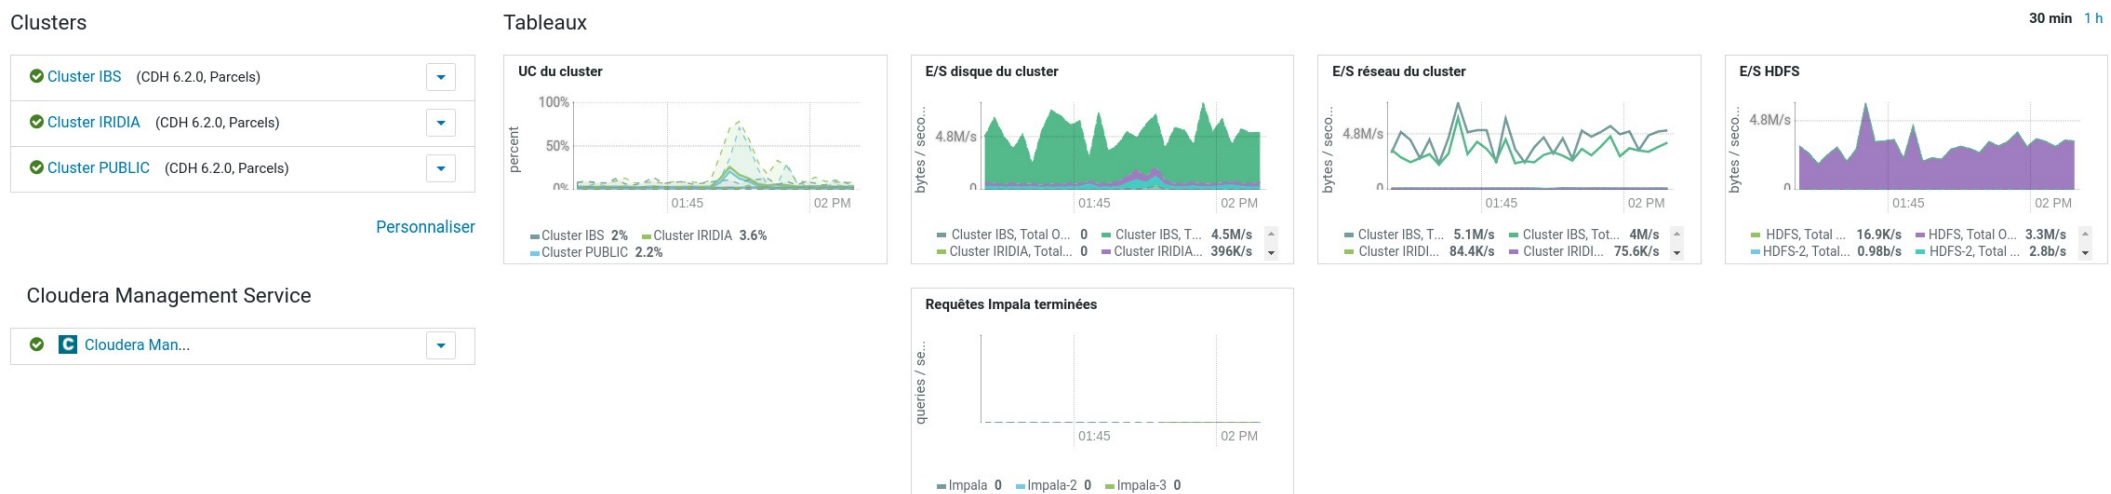 Clusters
Cluster IBS (CDH 6.2.0, Parcels)
Cluster IRIDIA (CDH 6.2.0, Parcels)
Cluster PUBLIC (CDH 6.2.0, Parcels)
Personnaliser
Cloudera Management Service
C Cloudera Man...
Tableaux
30 min 1 h
UC du cluster
percent
100%
50%
0%
01:45 02 PM
Cluster IBS 2% Cluster IRIDIA 3.6%
Cluster PUBLIC 2.2%
E/S disque du cluster
bytes / seco...
4.8M/s
0
01:45 02 PM
Cluster IBS, Total O... 0 Cluster IBS, T... 4.5M/s
Cluster IRIDIA, Total... 0 Cluster IRIDIA... 396K/s
E/S réseau du cluster
bytes / seco...
4.8M/s
0
01:45 02 PM
Cluster IBS, T... 5.1M/s Cluster IBS, Tot... 4M/s
Cluster IRIDI... 84.4K/s Cluster IRIDI... 75.6K/s
E/S HDFS
bytes / seco...
4.8M/s
0
01:45 02 PM
HDFS, Total ... 16.9K/s HDFS, Total O... 3.3M/s
HDFS-2, Total... 0.98b/s HDFS-2, Total ... 2.8b/s
Requêtes Impala terminées
queries / se...
01:45 02 PM
Impala 0 Impala-2 0 Impala-3 0